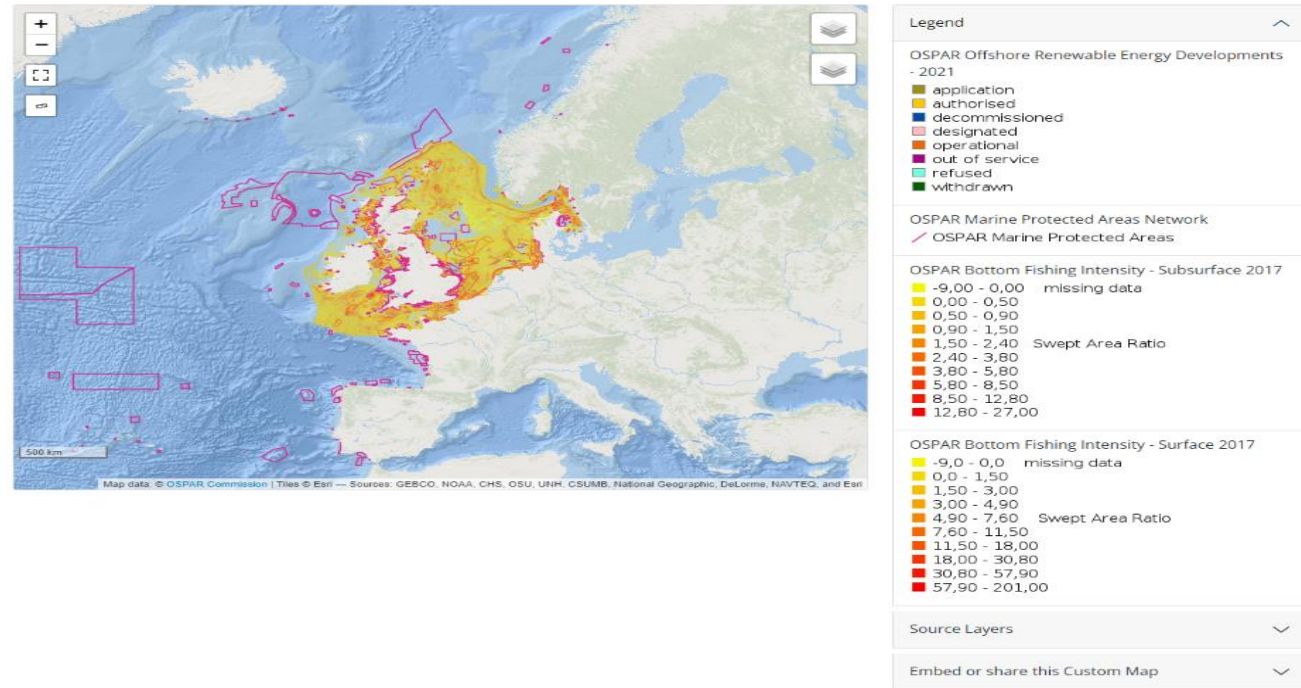 +
−
500 km
Map data: © OSPAR Commission | Tiles © Esri — Sources: GEBCO, NOAA, CHS, OSU, UNH, CSUMB, National Geographic, DeLorme, NAVTEQ, and Esri
Legend
OSPAR Offshore Renewable Energy Developments
- 2021
application
authorised
decommissioned
designated
operational
out of service
refused
withdrawn
OSPAR Marine Protected Areas Network
OSPAR Marine Protected Areas
OSPAR Bottom Fishing Intensity - Subsurface 2017
-9,00 - 0,00 missing data
0,00 - 0,50
0,50 - 0,90
0,90 - 1,50
1,50 - 2,40 Swept Area Ratio
2,40 - 3,80
3,80 - 5,80
5,80 - 8,50
8,50 - 12,80
12,80 - 27,00
OSPAR Bottom Fishing Intensity - Surface 2017
-9,0 - 0,0 missing data
0,0 - 1,50
1,50 - 3,00
3,00 - 4,90
4,90 - 7,60 Swept Area Ratio
7,60 - 11,50
11,50 - 18,00
18,00 - 30,80
30,80 - 57,90
57,90 - 201,00
Source Layers
Embed or share this Custom Map